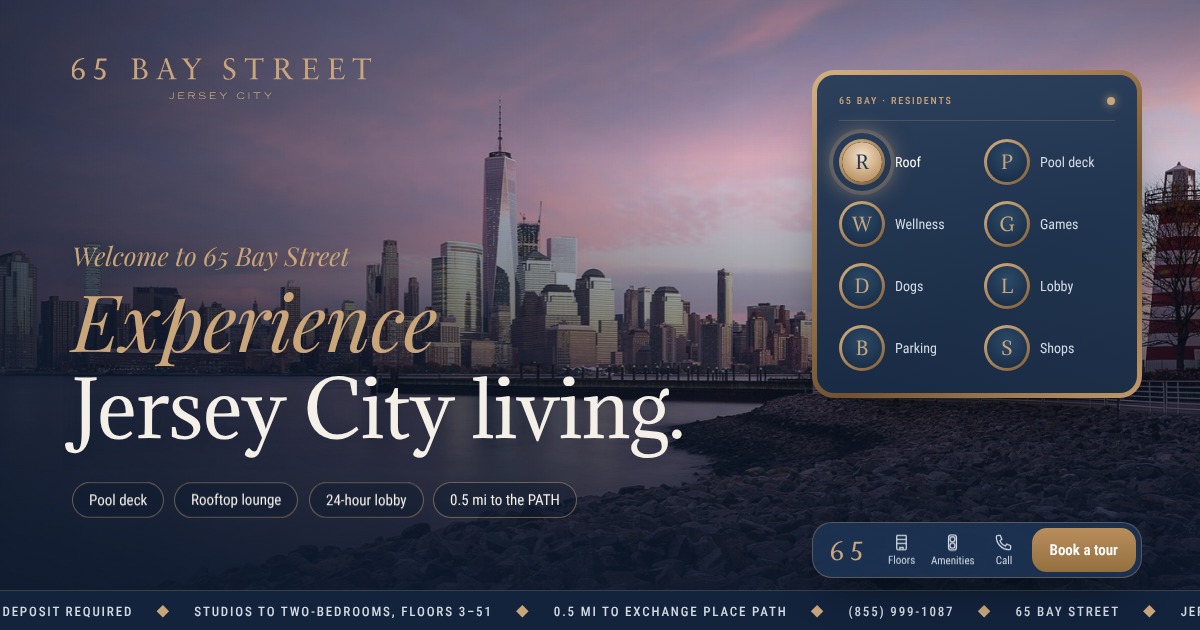 65 BAY STREET
JERSEY CITY
Welcome to 65 Bay Street
Experience
Jersey City living.
Pool deck
Rooftop lounge
24-hour lobby
0.5 mi to the PATH
65 BAY · RESIDENTS
R Roof
P Pool deck
W Wellness
G Games
D Dogs
L Lobby
B Parking
S Shops
65
Floors
Amenities
Call
Book a tour
DEPOSIT REQUIRED ◆ STUDIOS TO TWO-BEDROOMS, FLOORS 3–51 ◆ 0.5 MI TO EXCHANGE PLACE PATH ◆ (855) 999-1087 ◆ 65 BAY STREET ◆